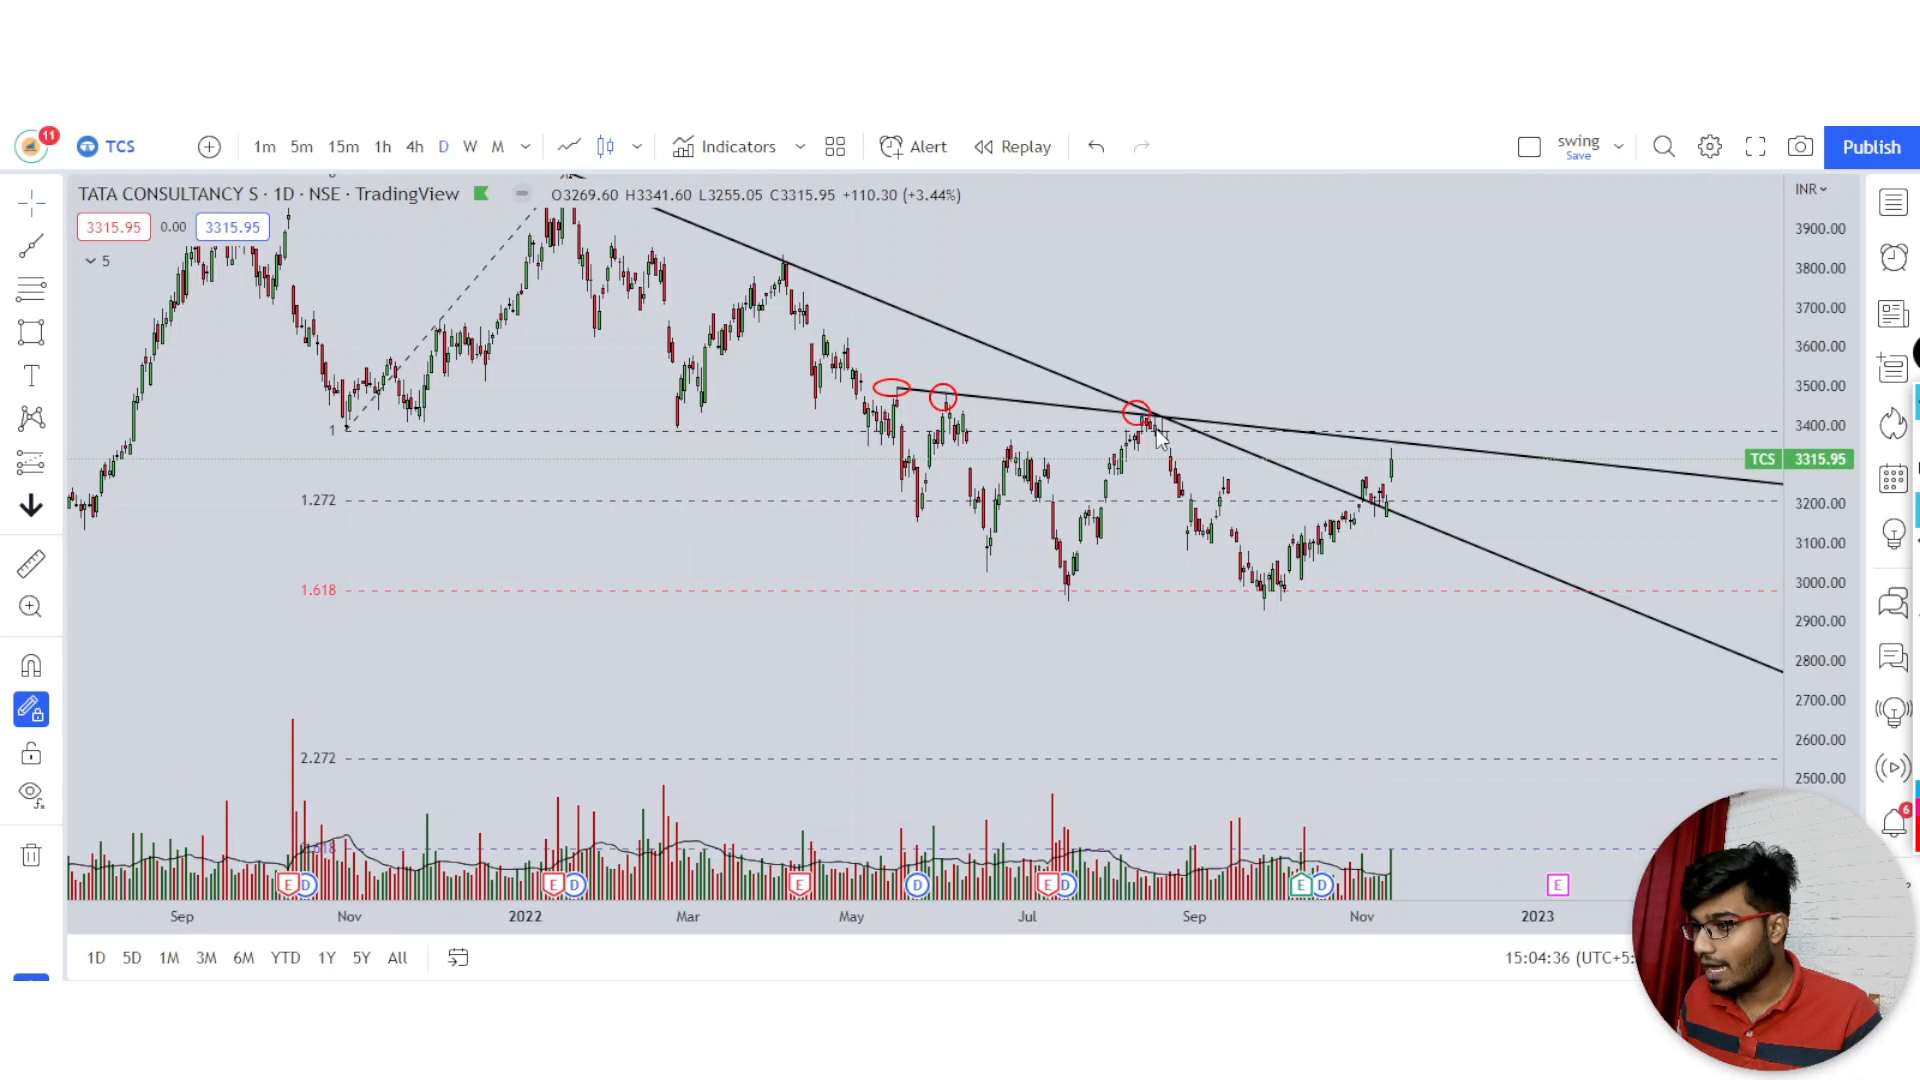 11
TCS 1m 5m 15m 1h 4h D W M Indicators Alert Replay swing Save Publish
TATA CONSULTANCY S · 1D · NSE · TradingView O3269.60 H3341.60 L3255.05 C3315.95 +110.30 (+3.44%)
INR
3315.95 0.00 3315.95
5
3900.00
3800.00
3700.00
3600.00
3500.00
3400.00
1
TCS 3315.95
1.272
3200.00
3100.00
3000.00
1.618
2900.00
2800.00
2700.00
2600.00
2.272
2500.00
6
E D E D E D E D E D E
Sep Nov 2022 Mar May Jul Sep Nov 2023
1D 5D 1M 3M 6M YTD 1Y 5Y All
15:04:36 (UTC+5: